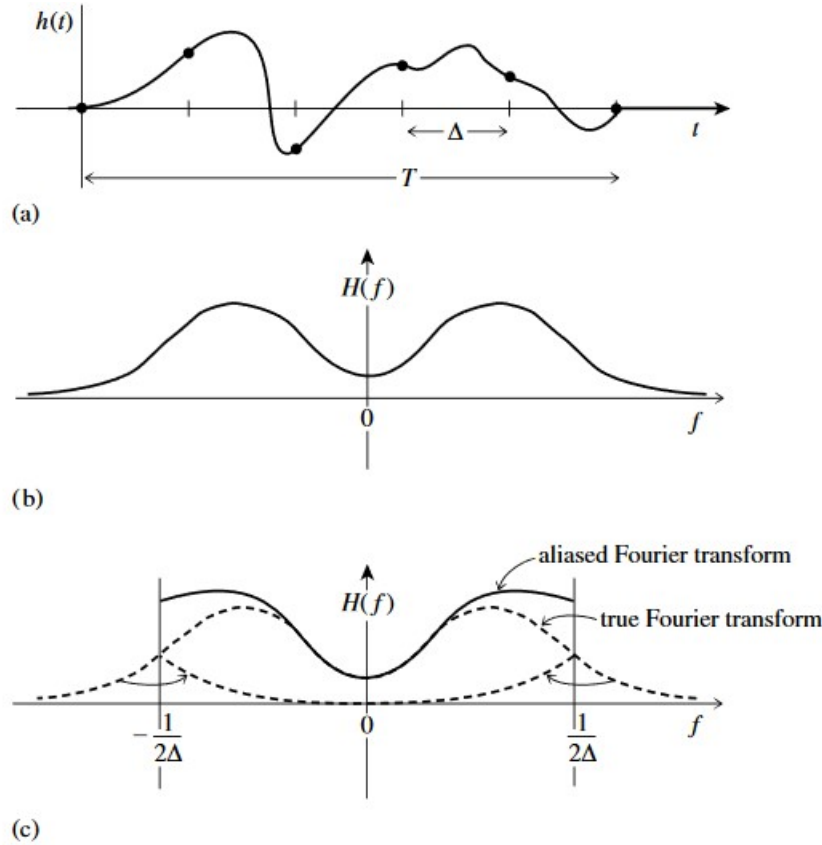 h(t)
Δ
t
T
(a)
H(f)
0
f
(b)
aliased Fourier transform
H(f)
true Fourier transform
0
f
- 1/2Δ
1/2Δ
(c)